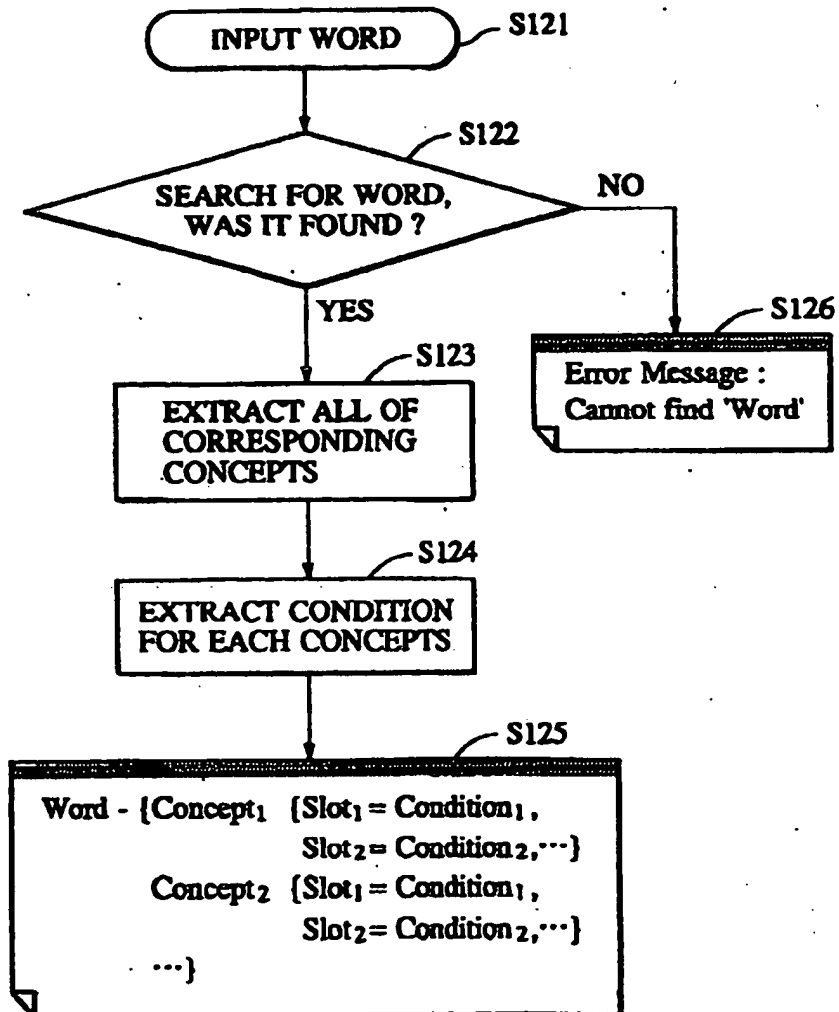 INPUT WORD
S121
S122
SEARCH FOR WORD,
WAS IT FOUND ?
NO
YES
S126
Error Message :
Cannot find 'Word'
S123
EXTRACT ALL OF
CORRESPONDING
CONCEPTS
S124
EXTRACT CONDITION
FOR EACH CONCEPTS
S125
Word - {Concept₁ {Slot₁ = Condition₁,
Slot₂ = Condition₂,···}
Concept₂ {Slot₁ = Condition₁,
Slot₂ = Condition₂,···}
···}